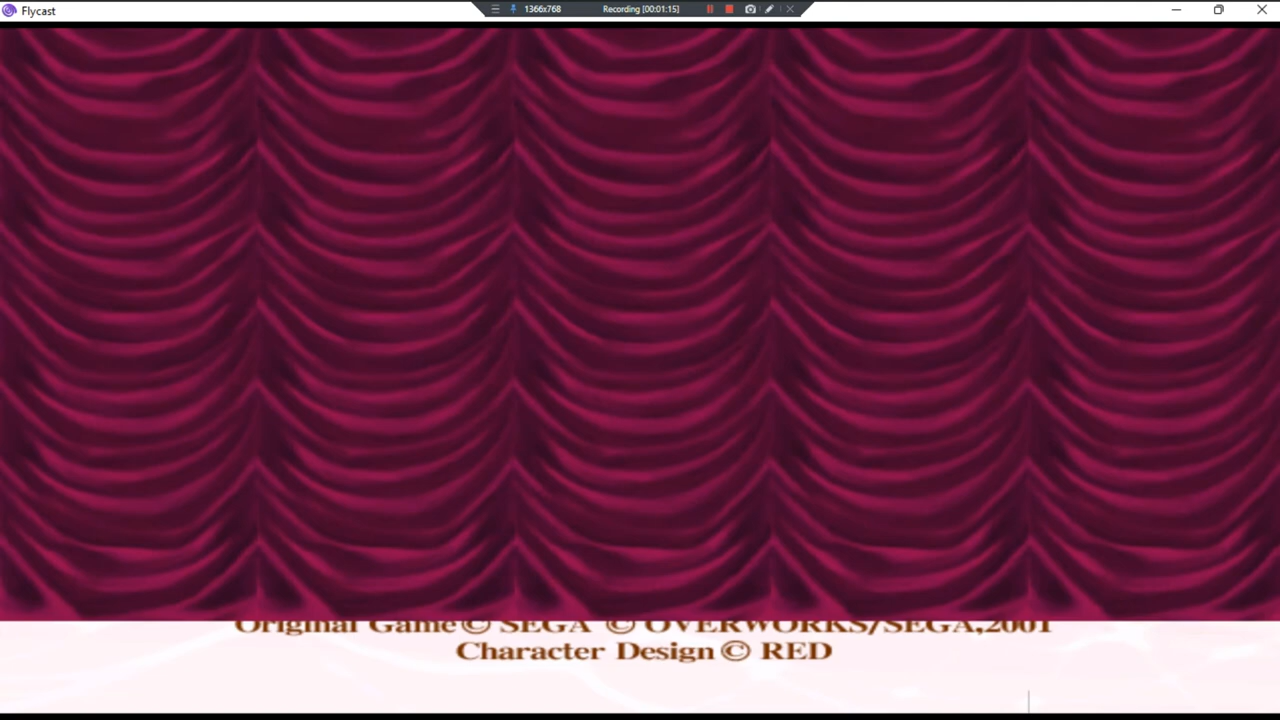 Flycast
1366x768
Recording [00:01:15]
Original Game© SEGA © OVERWORKS/SEGA,2001
Character Design© RED